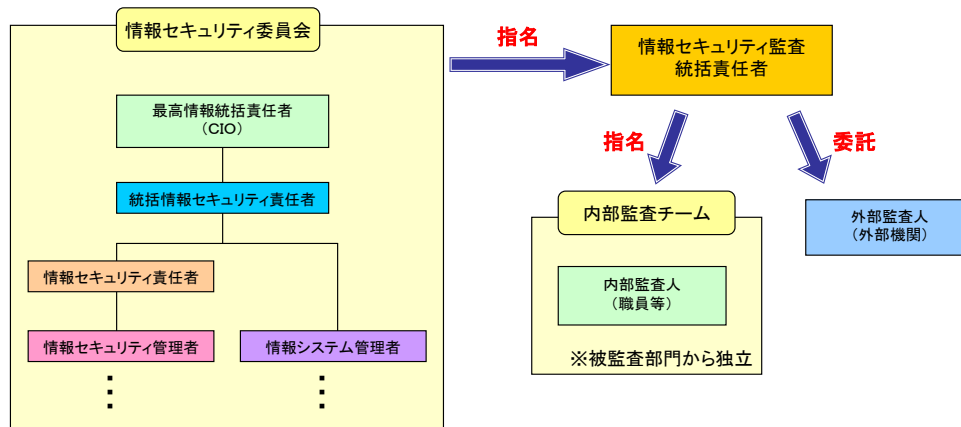 情報セキュリティ委員会
最高情報統括責任者
（CIO）
統括情報セキュリティ責任者
情報セキュリティ責任者
情報セキュリティ管理者
情報システム管理者
指名
情報セキュリティ監査
統括責任者
指名
委託
内部監査チーム
内部監査人
（職員等）
※被監査部門から独立
外部監査人
（外部機関）